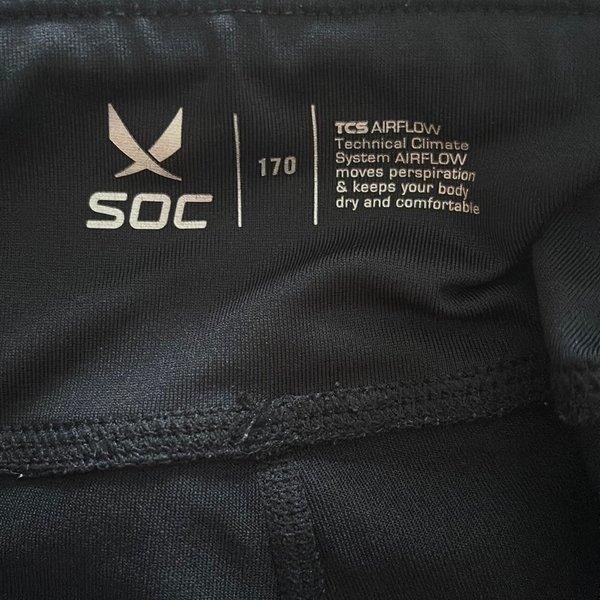 SOC
170
TCS AIRFLOW
Technical Climate
System AIRFLOW
moves perspiration
& keeps your body
dry and comfortable